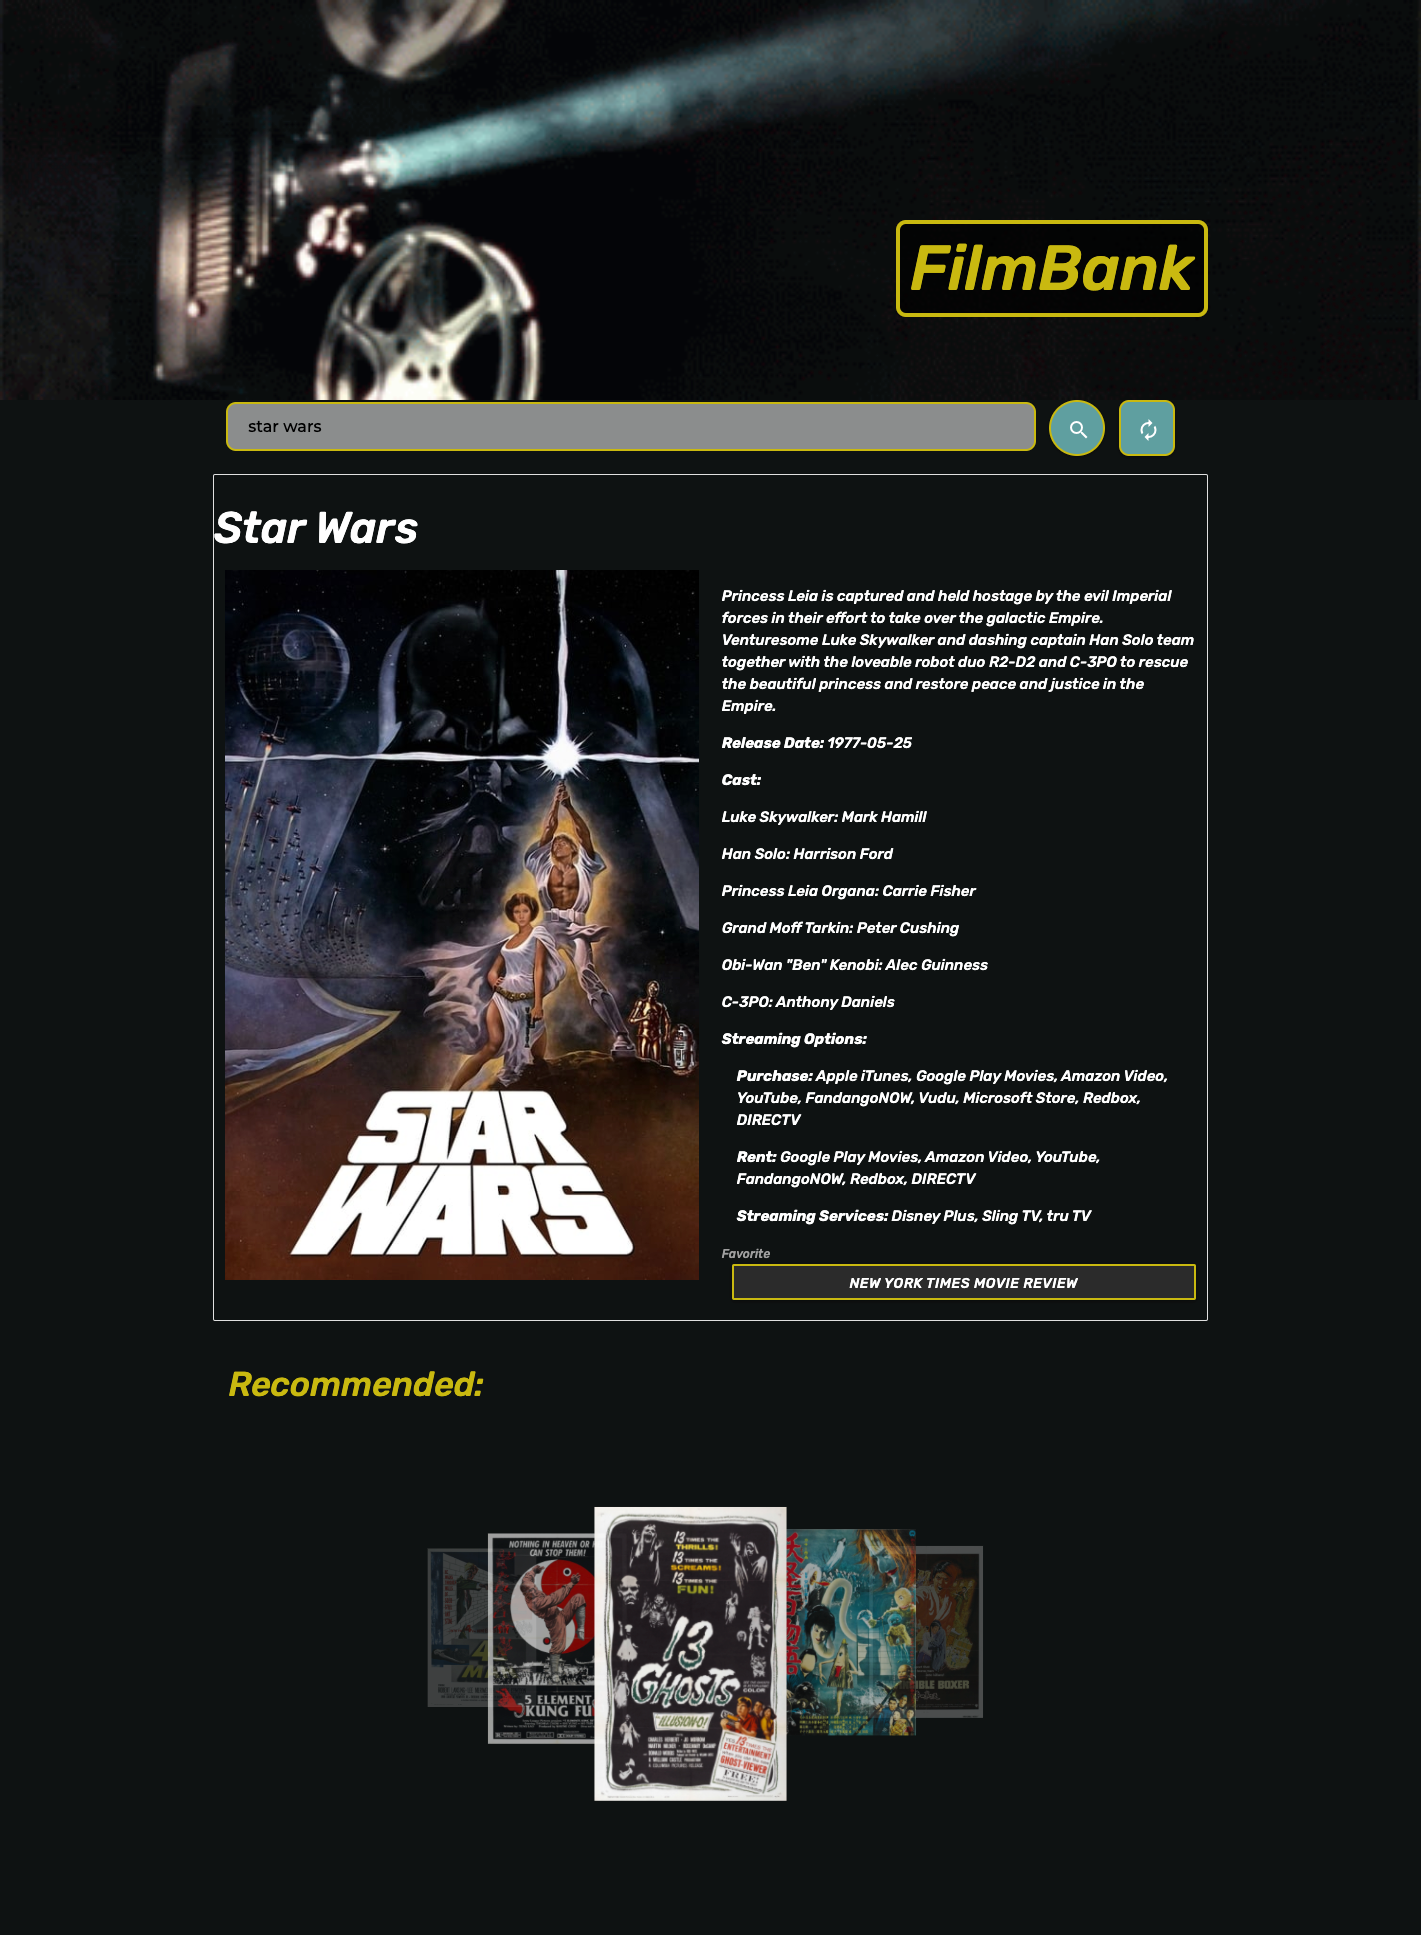 FilmBank
star wars
Star Wars
Princess Leia is captured and held hostage by the evil Imperial
forces in their effort to take over the galactic Empire.
Venturesome Luke Skywalker and dashing captain Han Solo team
together with the loveable robot duo R2-D2 and C-3PO to rescue
the beautiful princess and restore peace and justice in the
Empire.
Release Date: 1977-05-25
Cast:
Luke Skywalker: Mark Hamill
Han Solo: Harrison Ford
Princess Leia Organa: Carrie Fisher
Grand Moff Tarkin: Peter Cushing
Obi-Wan "Ben" Kenobi: Alec Guinness
C-3PO: Anthony Daniels
Streaming Options:
Purchase: Apple iTunes, Google Play Movies, Amazon Video,
YouTube, FandangoNOW, Vudu, Microsoft Store, Redbox,
DIRECTV
Rent: Google Play Movies, Amazon Video, YouTube,
FandangoNOW, Redbox, DIRECTV
Streaming Services: Disney Plus, Sling TV, tru TV
Favorite
NEW YORK TIMES MOVIE REVIEW
STAR
WARS
Recommended:
NOTHING IN HEAVEN OR
CAN STOP THEM!
5 ELEMENT
KUNG FU
13 TIMES THE
THRILLS!
13 TIMES THE
SCREAMS!
13 TIMES THE
FUN!
13
GHOSTS
ILLUSION-O!
13 TIMES THE
ENTERTAINMENT
GHOST-VIEWER
FREE!
BOXER